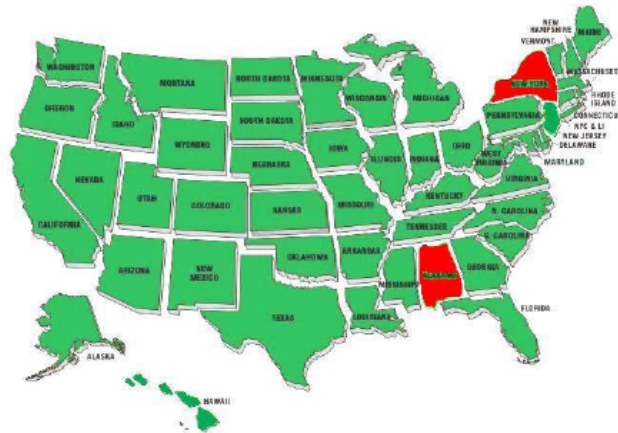 NEW
HAMPSHIRE
VERMONT
MAINE
WASHINGTON
MONTANA
NORTH DAKOTA
MINNESOTA
MASSACHUSET
OREGON
IDAHO
WISCONSIN
MICHIGAN
NEW YORK
RHODE
ISLAND
SOUTH DAKOTA
WYOMING
PENNSYLVANIA
CONNECTICU
NYC & LI
NEW JERSEY
DELAWARE
MARYLAND
IOWA
NEBRASKA
ILLINOIS
INDIANA
OHIO
WEST
VIRGINIA
VIRGINIA
NEVADA
UTAH
COLORADO
KANSAS
MISSOURI
KENTUCKY
CALIFORNIA
N. CAROLINA
TENNESSEE
S. CAROLINA
ARIZONA
NEW
MEXICO
OKLAHOMA
ARKANSAS
MISSISSIPPI
ALABAMA
GEORGIA
TEXAS
LOUISIANA
FLORIDA
ALASKA
HAWAII